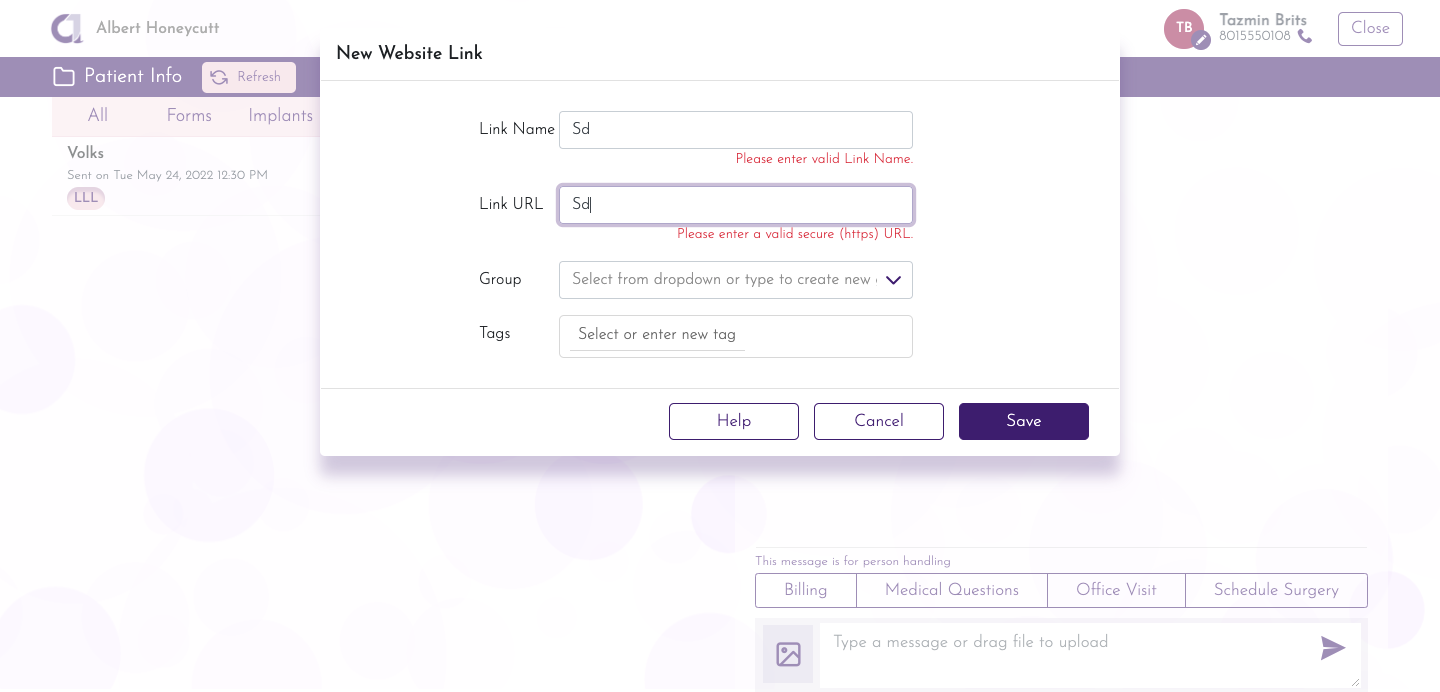 Albert Honeycutt
TB
Tazmin Brits
8015550108
Close
Patient Info
Refresh
All Forms Implants
Volks
Sent on Tue May 24, 2022 12:30 PM
LLL
New Website Link
Link Name Sd
Please enter valid Link Name.
Link URL Sd
Please enter a valid secure (https) URL.
Group Select from dropdown or type to create new
Tags Select or enter new tag
Help Cancel Save
This message is for person handling
Billing Medical Questions Office Visit Schedule Surgery
Type a message or drag file to upload